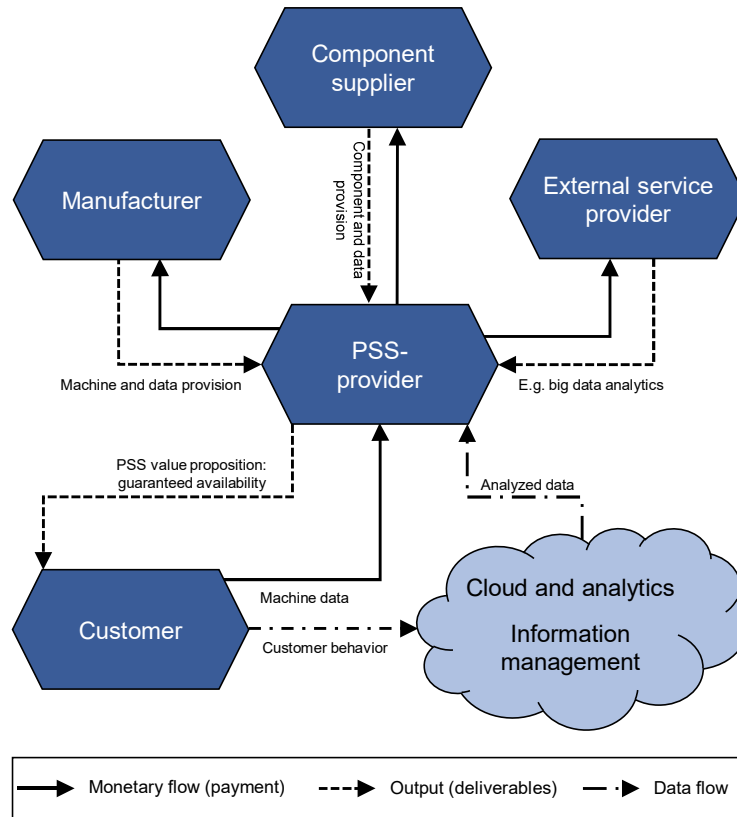 Component
supplier
Manufacturer
External service
provider
Component and data
provision
PSS-
provider
Machine and data provision
E.g. big data analytics
PSS value proposition:
guaranteed availability
Analyzed data
Cloud and analytics
Information
management
Customer
Machine data
Customer behavior
Monetary flow (payment)
Output (deliverables)
Data flow